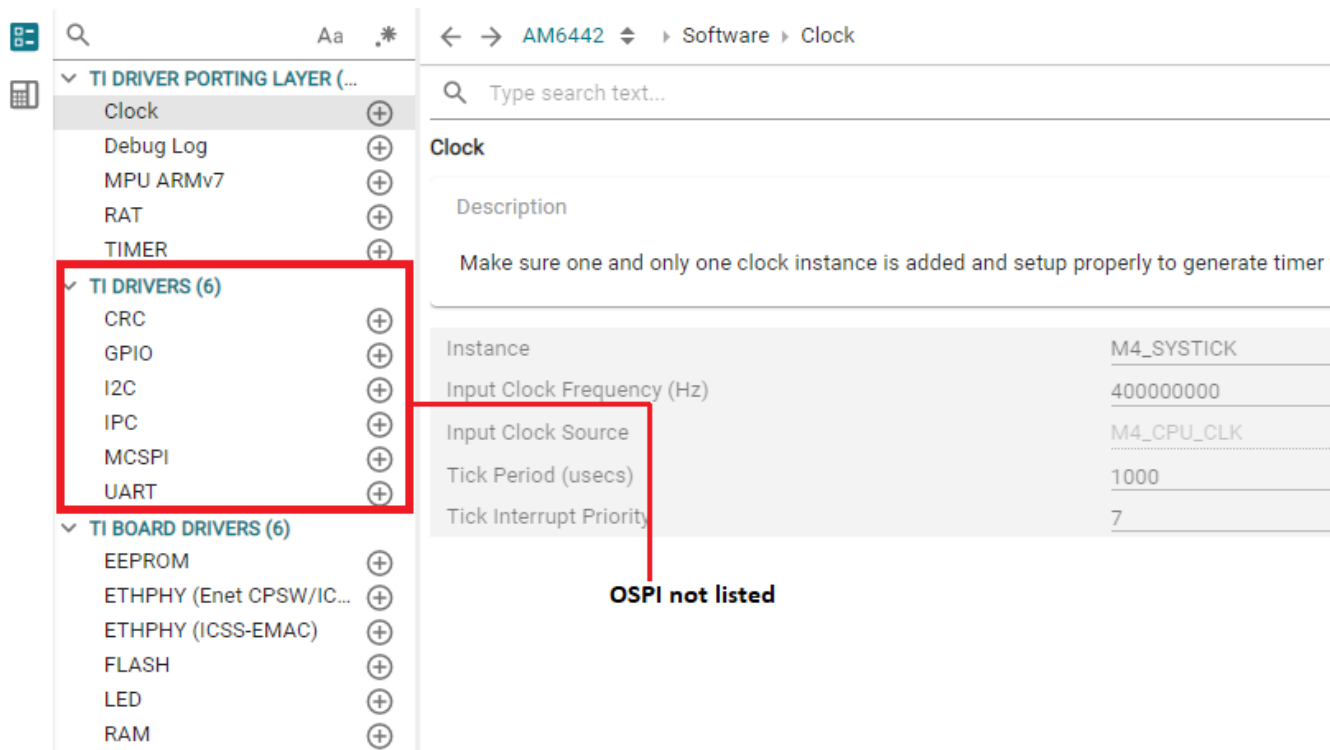 Aa .*
TI DRIVER PORTING LAYER (...
Clock
Debug Log
MPU ARMv7
RAT
TIMER
TI DRIVERS (6)
CRC
GPIO
I2C
IPC
MCSPI
UART
TI BOARD DRIVERS (6)
EEPROM
ETHPHY (Enet CPSW/IC...
ETHPHY (ICSS-EMAC)
FLASH
LED
RAM
AM6442 Software Clock
Type search text...
Clock
Description
Make sure one and only one clock instance is added and setup properly to generate timer
Instance M4_SYSTICK
Input Clock Frequency (Hz) 400000000
Input Clock Source M4_CPU_CLK
Tick Period (usecs) 1000
Tick Interrupt Priority 7
OSPI not listed